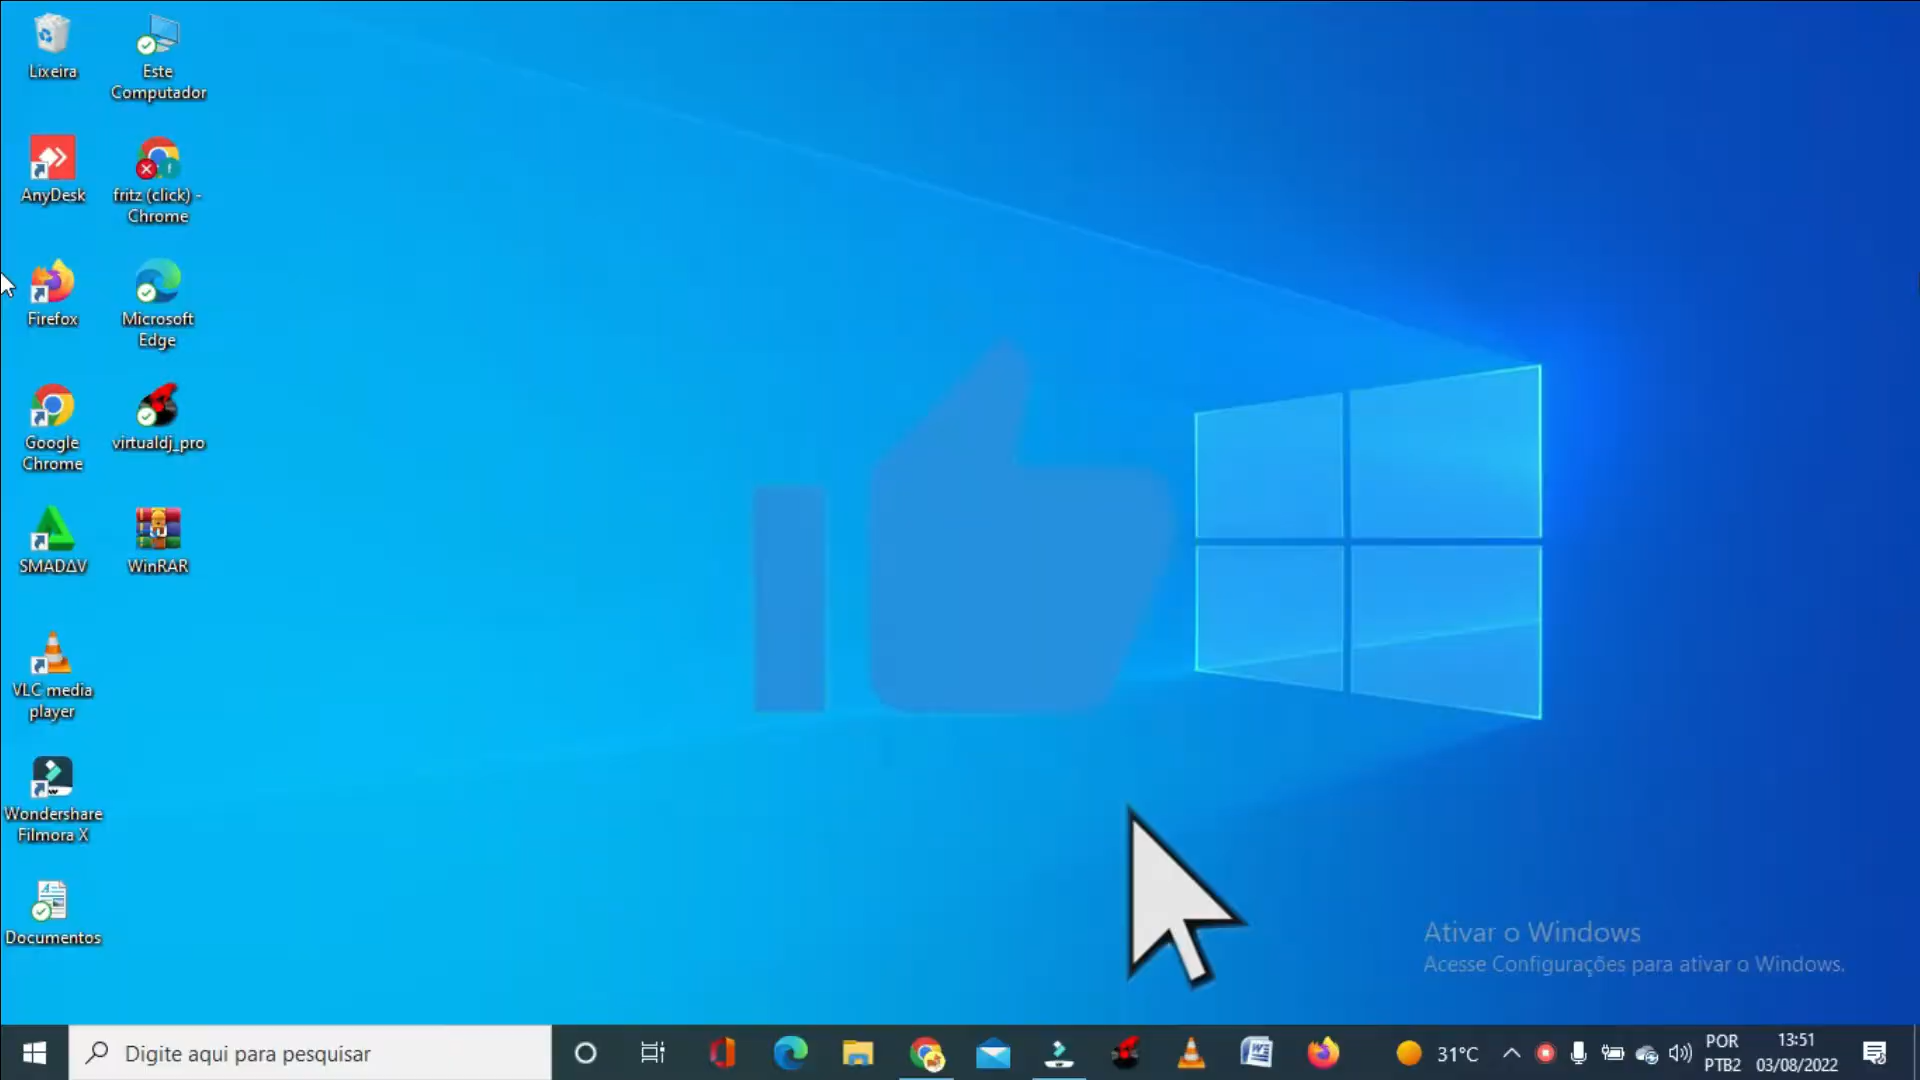 Lixeira
Este
Computador
AnyDesk
fritz (click) -
Chrome
Firefox
Microsoft
Edge
Google
Chrome
virtualdj_pro
SMADΔV
WinRAR
VLC media
player
Wondershare
Filmora X
Documentos
Ativar o Windows
Acesse Configurações para ativar o Windows.
Digite aqui para pesquisar
31°C
POR
PTB2
13:51
03/08/2022